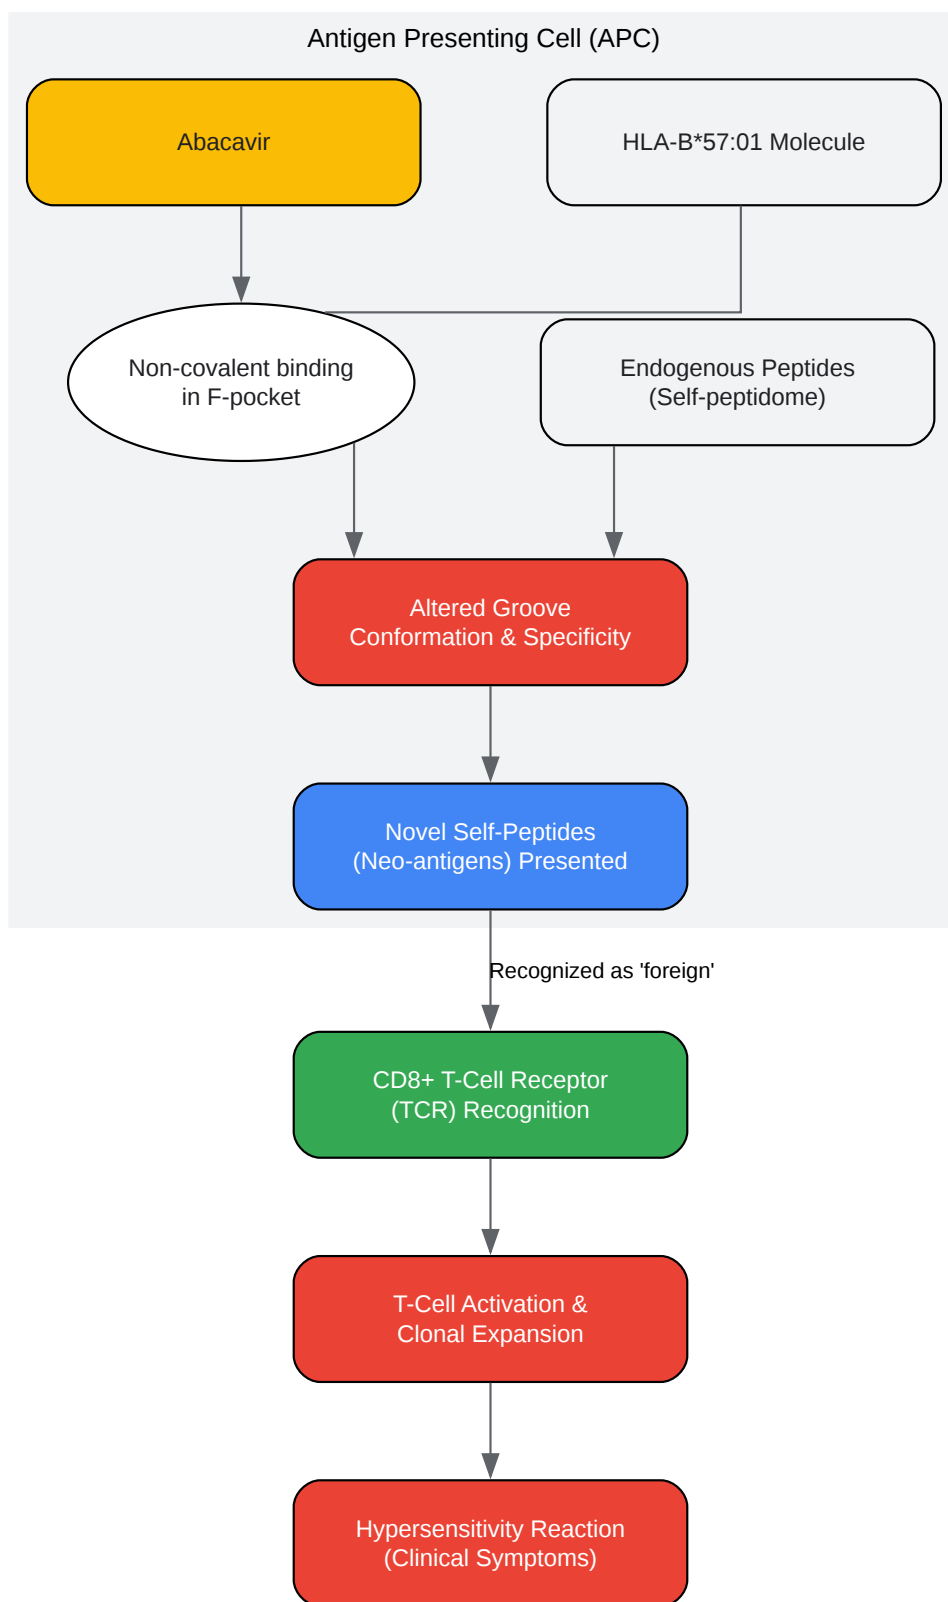 Antigen Presenting Cell (APC)
Abacavir
HLA-B*57:01 Molecule
Non-covalent binding
in F-pocket
Endogenous Peptides
(Self-peptidome)
Altered Groove
Conformation & Specificity
Novel Self-Peptides
(Neo-antigens) Presented
Recognized as 'foreign'
CD8+ T-Cell Receptor
(TCR) Recognition
T-Cell Activation &
Clonal Expansion
Hypersensitivity Reaction
(Clinical Symptoms)